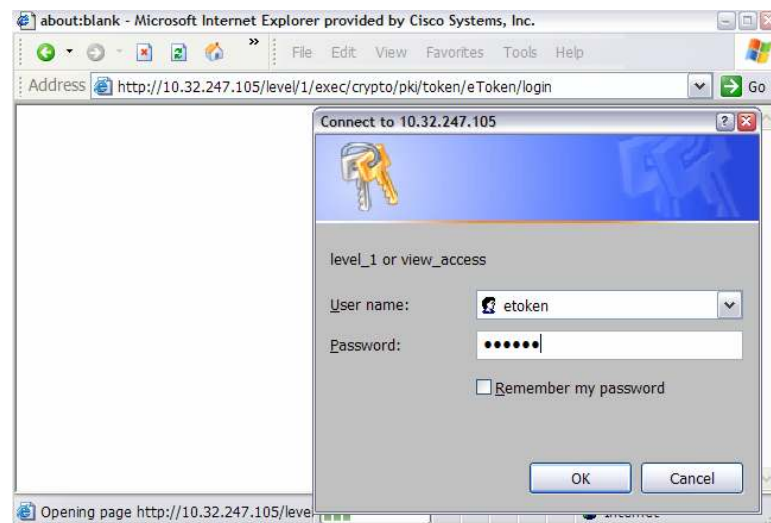 about:blank - Microsoft Internet Explorer provided by Cisco Systems, Inc.
» File Edit View Favorites Tools Help
Address http://10.32.247.105/level/1/exec/crypto/pki/token/eToken/login Go
Connect to 10.32.247.105
level_1 or view_access
User name: etoken
Password: ••••••
Remember my password
OK Cancel
Opening page http://10.32.247.105/leve
Internet